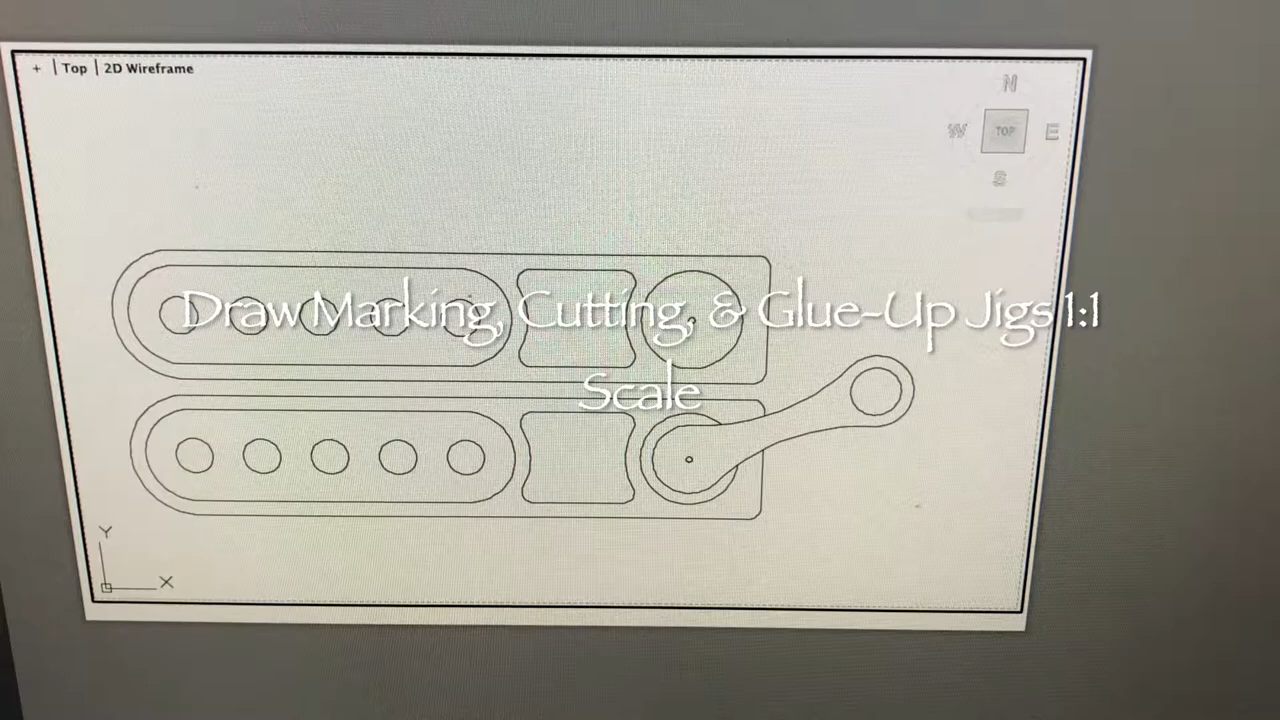 + | Top | 2D Wireframe
N
W TOP E
S
Draw Marking, Cutting, & Glue-Up Jigs 1:1
Scale
Y
X